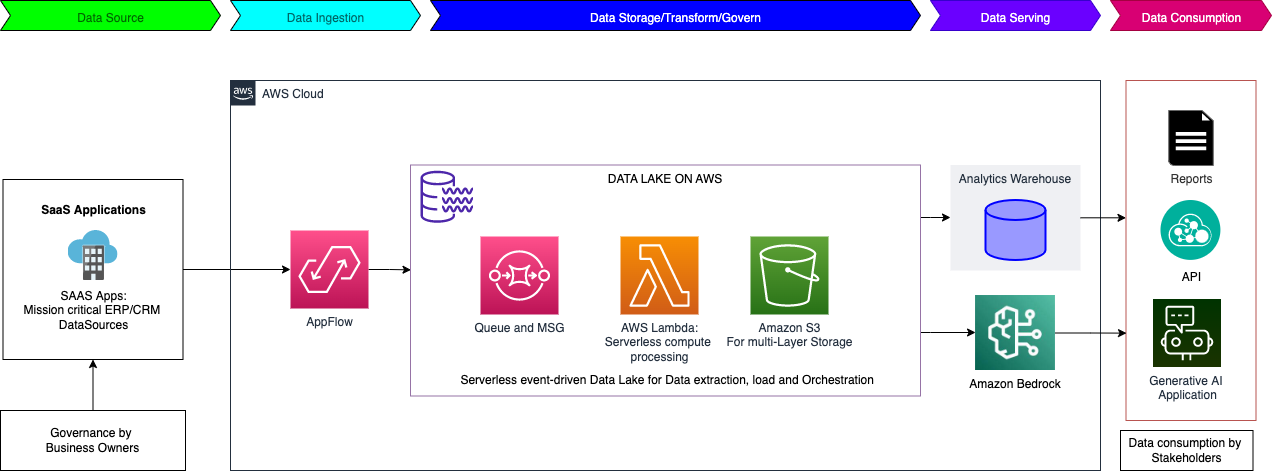 Data Source
Data Ingestion
Data Storage/Transform/Govern
Data Serving
Data Consumption
aws
AWS Cloud
SaaS Applications
SAAS Apps:
Mission critical ERP/CRM
DataSources
Governance by
Business Owners
AppFlow
DATA LAKE ON AWS
Queue and MSG
AWS Lambda:
Serverless compute
processing
Amazon S3
For multi-Layer Storage
Serverless event-driven Data Lake for Data extraction, load and Orchestration
Analytics Warehouse
Amazon Bedrock
Reports
API
Generative AI
Application
Data consumption by
Stakeholders